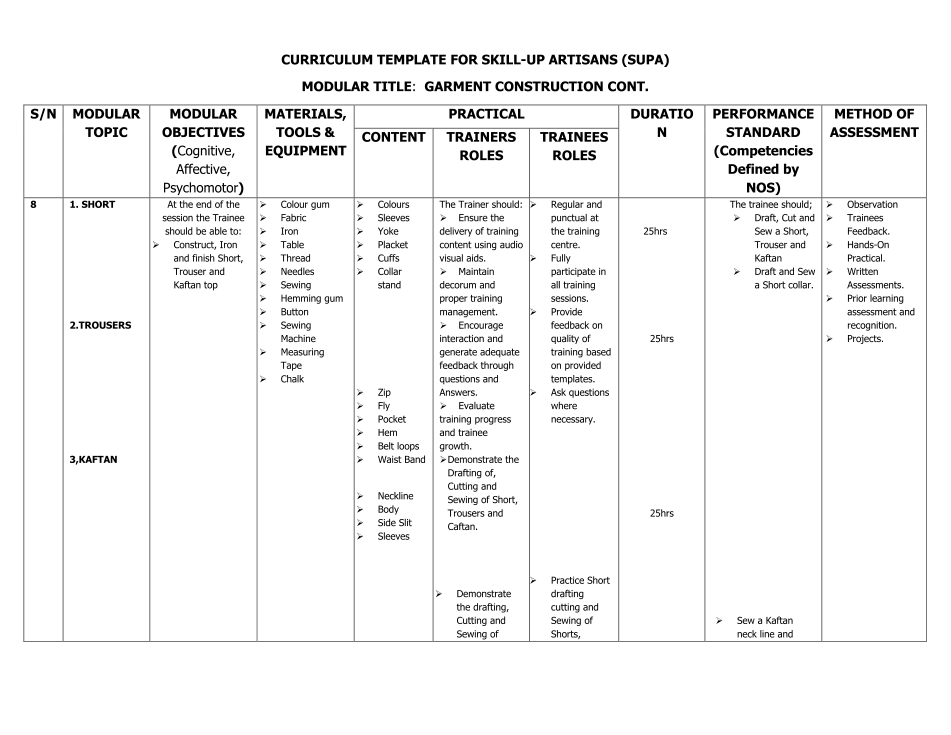 CURRICULUM TEMPLATE FOR SKILL-UP ARTISANS (SUPA)
MODULAR TITLE: GARMENT CONSTRUCTION CONT.
S/N
MODULAR
TOPIC
MODULAR
OBJECTIVES
(Cognitive,
Affective,
Psychomotor)
MATERIALS,
TOOLS &
EQUIPMENT
PRACTICAL
CONTENT
TRAINERS
ROLES
TRAINEES
ROLES
DURATIO
N
PERFORMANCE
STANDARD
(Competencies
Defined by
NOS)
METHOD OF
ASSESSMENT
8
1. SHORT
2.TROUSERS
3,KAFTAN
At the end of the
session the Trainee
should be able to:
➢ Construct, Iron
and finish Short,
Trouser and
Kaftan top
➢ Colour gum
➢ Fabric
➢ Iron
➢ Table
➢ Thread
➢ Needles
➢ Sewing
➢ Hemming gum
➢ Button
➢ Sewing
Machine
➢ Measuring
Tape
➢ Chalk
➢ Colours
➢ Sleeves
➢ Yoke
➢ Placket
➢ Cuffs
➢ Collar
stand
➢ Zip
➢ Fly
➢ Pocket
➢ Hem
➢ Belt loops
➢ Waist Band
➢ Neckline
➢ Body
➢ Side Slit
➢ Sleeves
The Trainer should:
➢ Ensure the
delivery of training
content using audio
visual aids.
➢ Maintain
decorum and
proper training
management.
➢ Encourage
interaction and
generate adequate
feedback through
questions and
Answers.
➢ Evaluate
training progress
and trainee
growth.
➢Demonstrate the
Drafting of,
Cutting and
Sewing of Short,
Trousers and
Caftan.
➢ Demonstrate
the drafting,
Cutting and
Sewing of
➢ Regular and
punctual at
the training
centre.
➢ Fully
participate in
all training
sessions.
➢ Provide
feedback on
quality of
training based
on provided
templates.
➢ Ask questions
where
necessary.
➢ Practice Short
drafting
cutting and
Sewing of
Shorts,
25hrs
25hrs
25hrs
The trainee should;
➢ Draft, Cut and
Sew a Short,
Trouser and
Kaftan
➢ Draft and Sew
a Short collar.
➢ Sew a Kaftan
neck line and
➢ Observation
➢ Trainees
Feedback.
➢ Hands-On
Practical.
➢ Written
Assessments.
➢ Prior learning
assessment and
recognition.
➢ Projects.